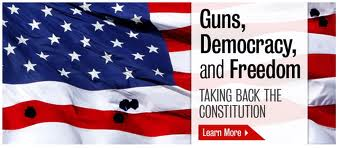 Guns,
Democracy,
and Freedom
TAKING BACK THE
CONSTITUTION
Learn More